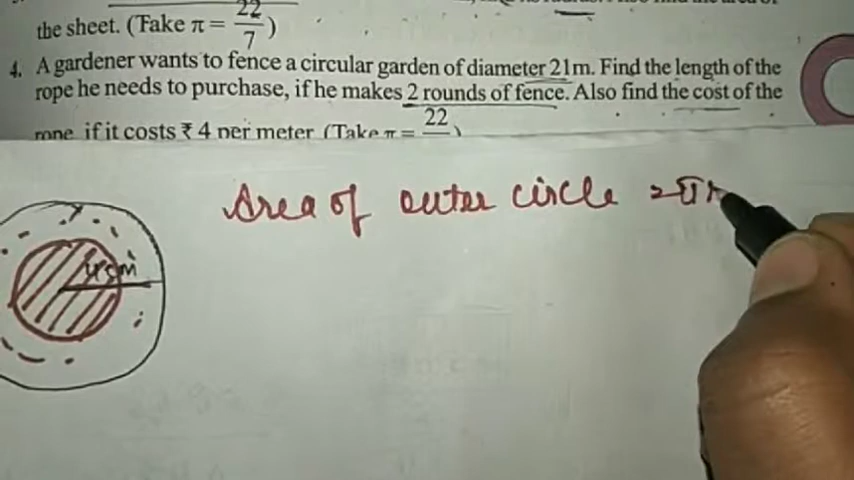 the sheet. (Take π = 22/7)
4. A gardener wants to fence a circular garden of diameter 21m. Find the length of the
rope he needs to purchase, if he makes 2 rounds of fence. Also find the cost of the
rope, if it costs ₹ 4 per meter (Take π = 22
Area of outer circle = πr
4cm